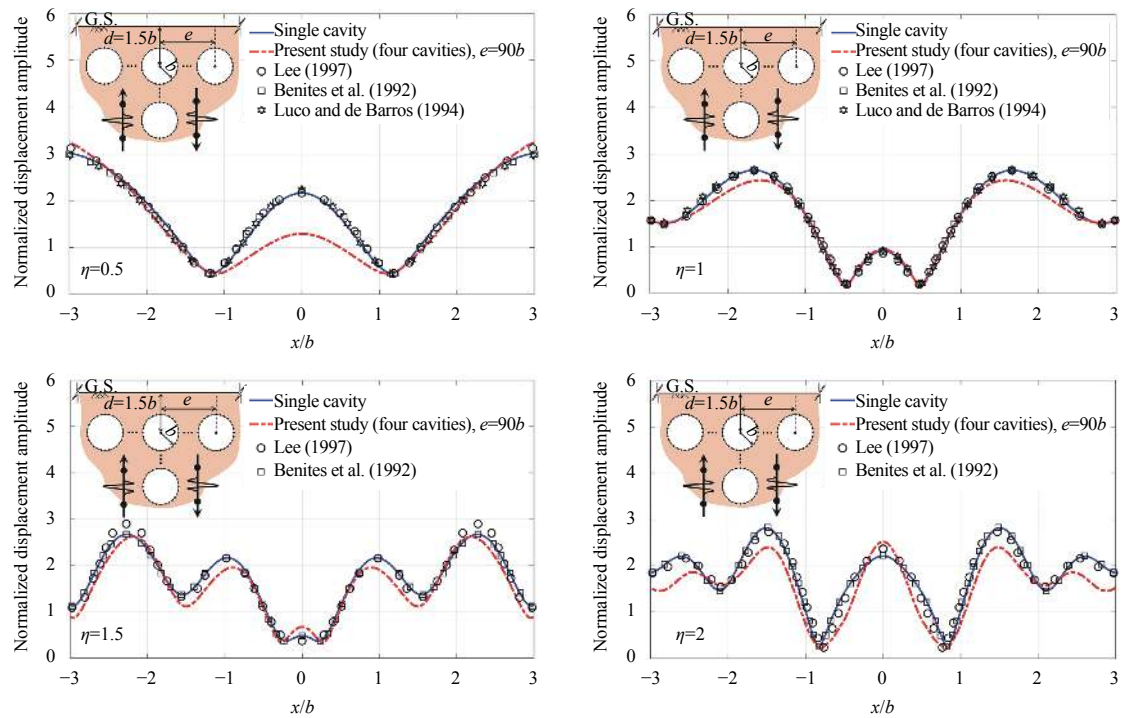 Normalized displacement amplitude
6
5
4
3
2
1
0
G.S.
d=1.5b
e
b
Single cavity
Present study (four cavities), e=90b
Lee (1997)
Benites et al. (1992)
Luco and de Barros (1994)
η=0.5
−3 −2 −1 0 1 2 3
x/b
Normalized displacement amplitude
6
5
4
3
2
1
0
G.S.
d=1.5b
e
b
Single cavity
Present study (four cavities), e=90b
Lee (1997)
Benites et al. (1992)
Luco and de Barros (1994)
η=1
−3 −2 −1 0 1 2 3
x/b
Normalized displacement amplitude
6
5
4
3
2
1
0
G.S.
d=1.5b
e
b
Single cavity
Present study (four cavities), e=90b
Lee (1997)
Benites et al. (1992)
η=1.5
−3 −2 −1 0 1 2 3
x/b
Normalized displacement amplitude
6
5
4
3
2
1
0
G.S.
d=1.5b
e
b
Single cavity
Present study (four cavities), e=90b
Lee (1997)
Benites et al. (1992)
η=2
−3 −2 −1 0 1 2 3
x/b